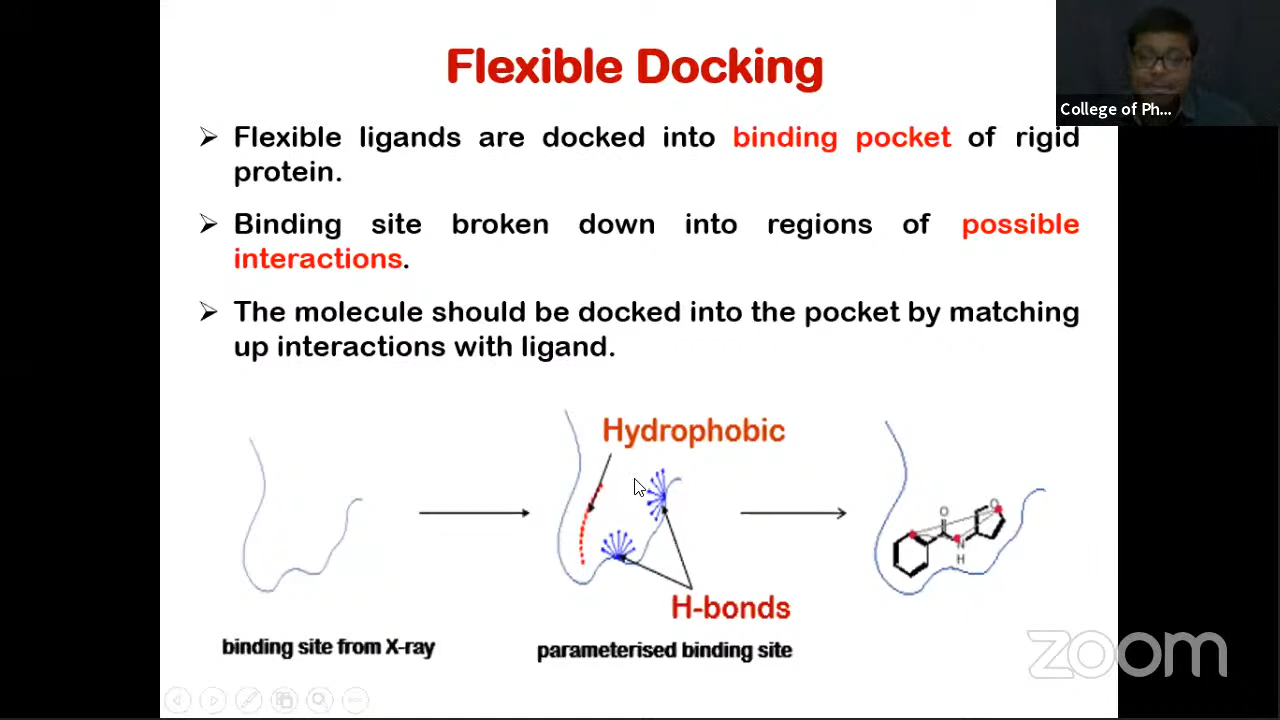 Flexible Docking
College of Ph...
➢ Flexible ligands are docked into binding pocket of rigid
protein.
➢ Binding site broken down into regions of possible
interactions.
➢ The molecule should be docked into the pocket by matching
up interactions with ligand.
Hydrophobic
O
O
N
H
H-bonds
binding site from X-ray
parameterised binding site
zoom